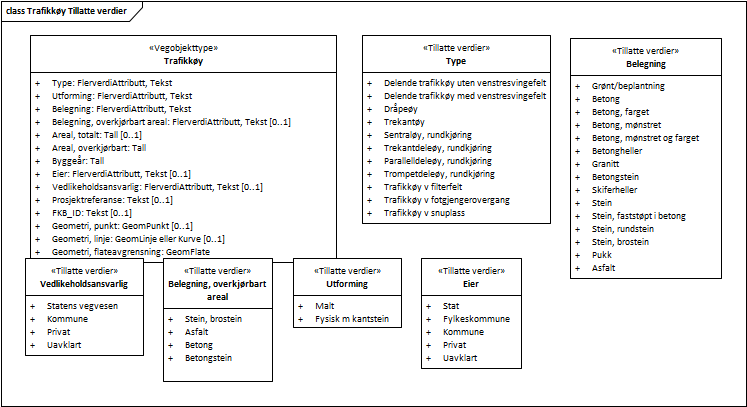 class Trafikkøy Tillatte verdier
«Vegobjekttype»
Trafikkøy
+ Type: FlerverdiAttributt, Tekst
+ Utforming: FlerverdiAttributt, Tekst
+ Belegning: FlerverdiAttributt, Tekst
+ Belegning, overkjørbart areal: FlerverdiAttributt, Tekst [0..1]
+ Areal, totalt: Tall [0..1]
+ Areal, overkjørbart: Tall
+ Byggeår: Tall
+ Eier: FlerverdiAttributt, Tekst [0..1]
+ Vedlikeholdsansvarlig: FlerverdiAttributt, Tekst [0..1]
+ Prosjektreferanse: Tekst [0..1]
+ FKB_ID: Tekst [0..1]
+ Geometri, punkt: GeomPunkt [0..1]
+ Geometri, linje: GeomLinje eller Kurve [0..1]
+ Geometri, flateavgrensning: GeomFlate
«Tillatte verdier»
Type
+ Delende trafikkøy uten venstresvingefelt
+ Delende trafikkøy med venstresvingefelt
+ Dråpeøy
+ Trekantøy
+ Sentraløy, rundkjøring
+ Trekantdeleøy, rundkjøring
+ Paralelldeleøy, rundkjøring
+ Trompetdeleøy, rundkjøring
+ Trafikkøy v filterfelt
+ Trafikkøy v fotgjengerovergang
+ Trafikkøy v snuplass
«Tillatte verdier»
Belegning
+ Grønt/beplantning
+ Betong
+ Betong, farget
+ Betong, mønstret
+ Betong, mønstret og farget
+ Betongheller
+ Granitt
+ Betongstein
+ Skiferheller
+ Stein
+ Stein, faststøpt i betong
+ Stein, rundstein
+ Stein, brostein
+ Pukk
+ Asfalt
«Tillatte verdier»
Vedlikeholdsansvarlig
+ Statens vegvesen
+ Kommune
+ Privat
+ Uavklart
«Tillatte verdier»
Belegning, overkjørbart
areal
+ Stein, brostein
+ Asfalt
+ Betong
+ Betongstein
«Tillatte verdier»
Utforming
+ Malt
+ Fysisk m kantstein
«Tillatte verdier»
Eier
+ Stat
+ Fylkeskommune
+ Kommune
+ Privat
+ Uavklart